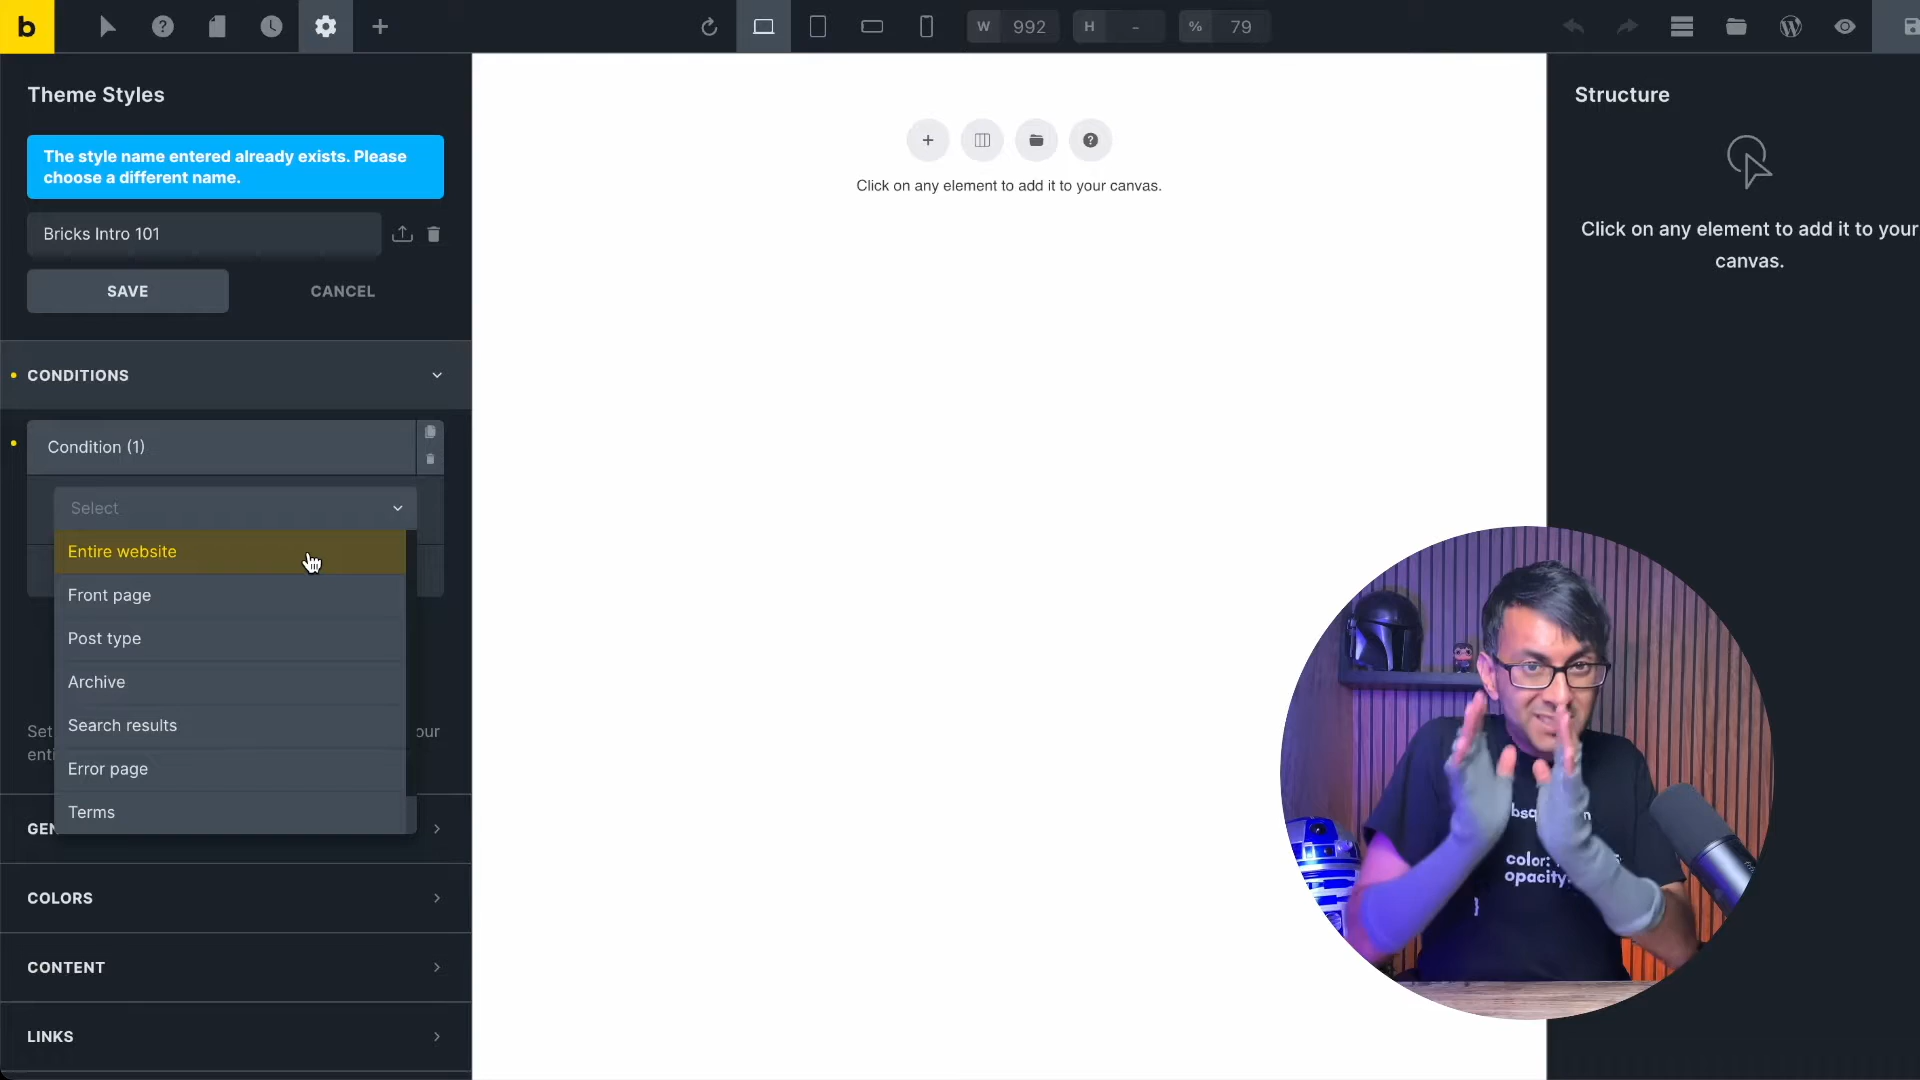 b
W 992
H -
% 79
Theme Styles
The style name entered already exists. Please
choose a different name.
Bricks Intro 101
SAVE
CANCEL
CONDITIONS
Condition (1)
Select
Entire website
Front page
Post type
Archive
Search results
Error page
Terms
Set
our
enti
GEN
COLORS
CONTENT
LINKS
Click on any element to add it to your canvas.
Structure
Click on any element to add it to your
canvas.
color:
opacity:
}